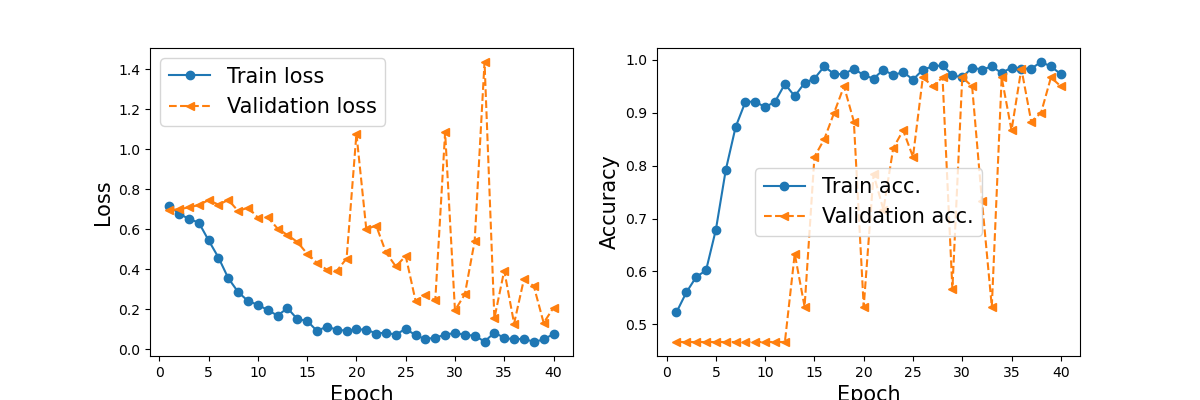 Train loss
Validation loss
1.4
1.2
1.0
0.8
0.6
0.4
0.2
0.0
Loss
0 5 10 15 20 25 30 35 40
Epoch
Train acc.
Validation acc.
1.0
0.9
0.8
0.7
0.6
0.5
Accuracy
0 5 10 15 20 25 30 35 40
Epoch